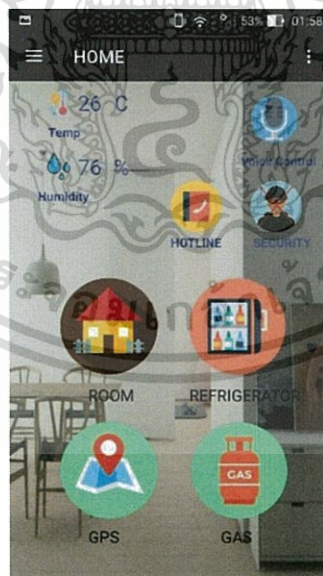 53% 01:58
HOME
26 C
Temp
76 %
Humidity
Voice Control
HOTLINE
SECURITY
ROOM
REFRIGERATOR
GPS
GAS
GAS